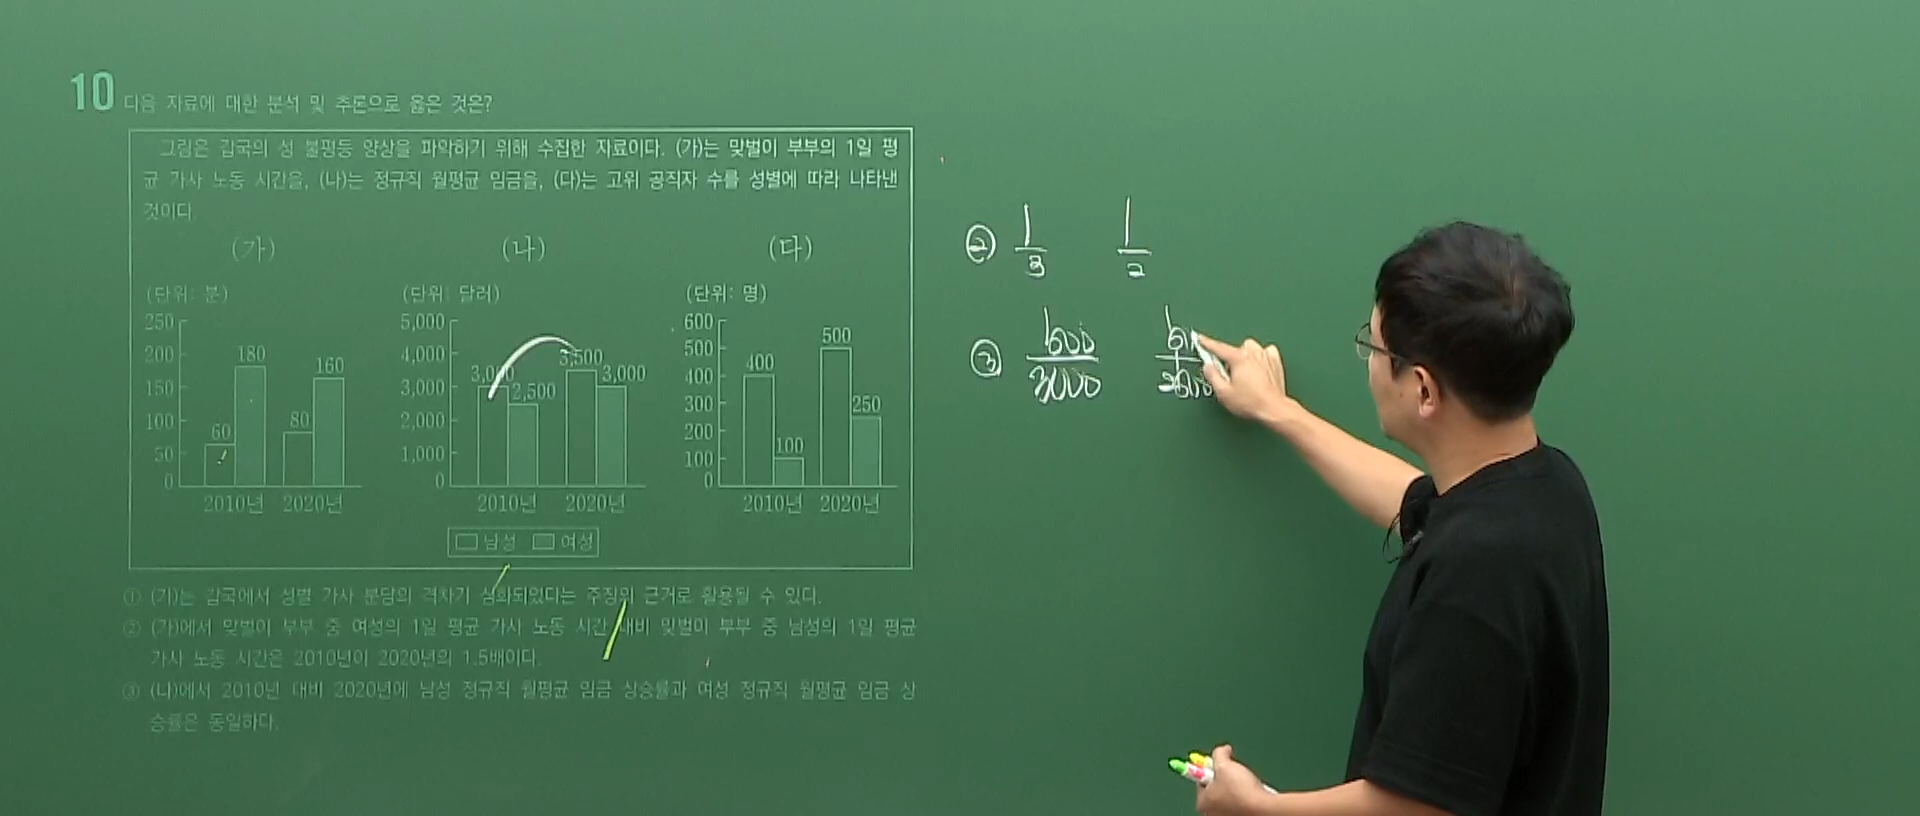 10 다음 자료에 대한 분석 및 추론으로 옳은 것은?
그림은 갑국의 성 불평등 양상을 파악하기 위해 수집한 자료이다. (가)는 맞벌이 부부의 1일 평
균 가사 노동 시간을, (나)는 정규직 월평균 임금을, (다)는 고위 공직자 수를 성별에 따라 나타낸
것이다.
(가)
(단위: 분)
250
200
150
100
50
0
60
180
80
160
2010년 2020년
(나)
(단위: 달러)
5,000
4,000
3,000
2,000
1,000
0
2,500
3,500
3,000
2010년 2020년
(다)
(단위: 명)
600
500
400
300
200
100
0
400
100
500
250
2010년 2020년
남성 여성
① (가)는 갑국에서 성별 가사 분담의 격차가 심화되었다는 주장의 근거로 활용될 수 있다.
② (가)에서 맞벌이 부부 중 여성의 1일 평균 가사 노동 시간 대비 맞벌이 부부 중 남성의 1일 평균
가사 노동 시간은 2010년이 2020년의 1.5배이다.
③ (나)에서 2010년 대비 2020년에 남성 정규직 월평균 임금 상승률과 여성 정규직 월평균 임금 상
승률은 동일하다.
② 1/3 1/2
③
3000